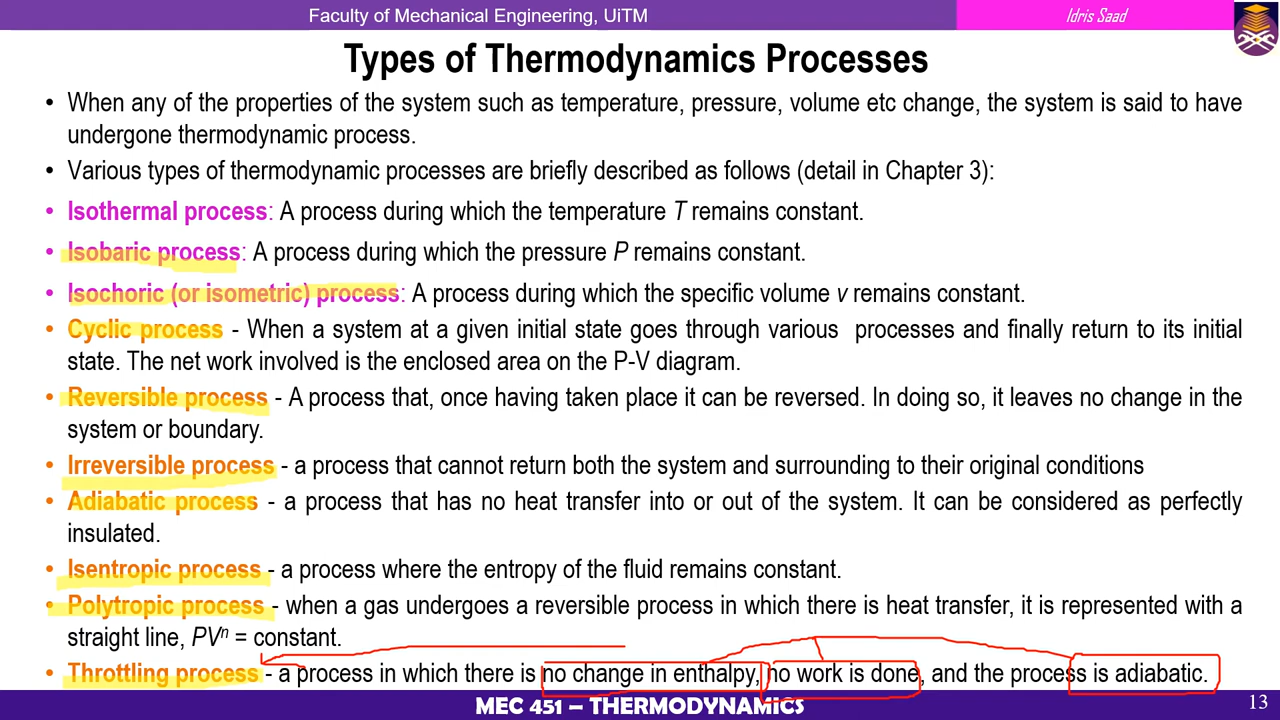 Faculty of Mechanical Engineering, UiTM
Idris Saad
Types of Thermodynamics Processes
• When any of the properties of the system such as temperature, pressure, volume etc change, the system is said to have
undergone thermodynamic process.
• Various types of thermodynamic processes are briefly described as follows (detail in Chapter 3):
• Isothermal process: A process during which the temperature T remains constant.
• Isobaric process: A process during which the pressure P remains constant.
• Isochoric (or isometric) process: A process during which the specific volume v remains constant.
• Cyclic process - When a system at a given initial state goes through various processes and finally return to its initial
state. The net work involved is the enclosed area on the P-V diagram.
• Reversible process - A process that, once having taken place it can be reversed. In doing so, it leaves no change in the
system or boundary.
• Irreversible process - a process that cannot return both the system and surrounding to their original conditions
• Adiabatic process - a process that has no heat transfer into or out of the system. It can be considered as perfectly
insulated.
• Isentropic process - a process where the entropy of the fluid remains constant.
• Polytropic process - when a gas undergoes a reversible process in which there is heat transfer, it is represented with a
straight line, PVⁿ = constant.
• Throttling process - a process in which there is no change in enthalpy, no work is done, and the process is adiabatic.
MEC 451 – THERMODYNAMICS
13